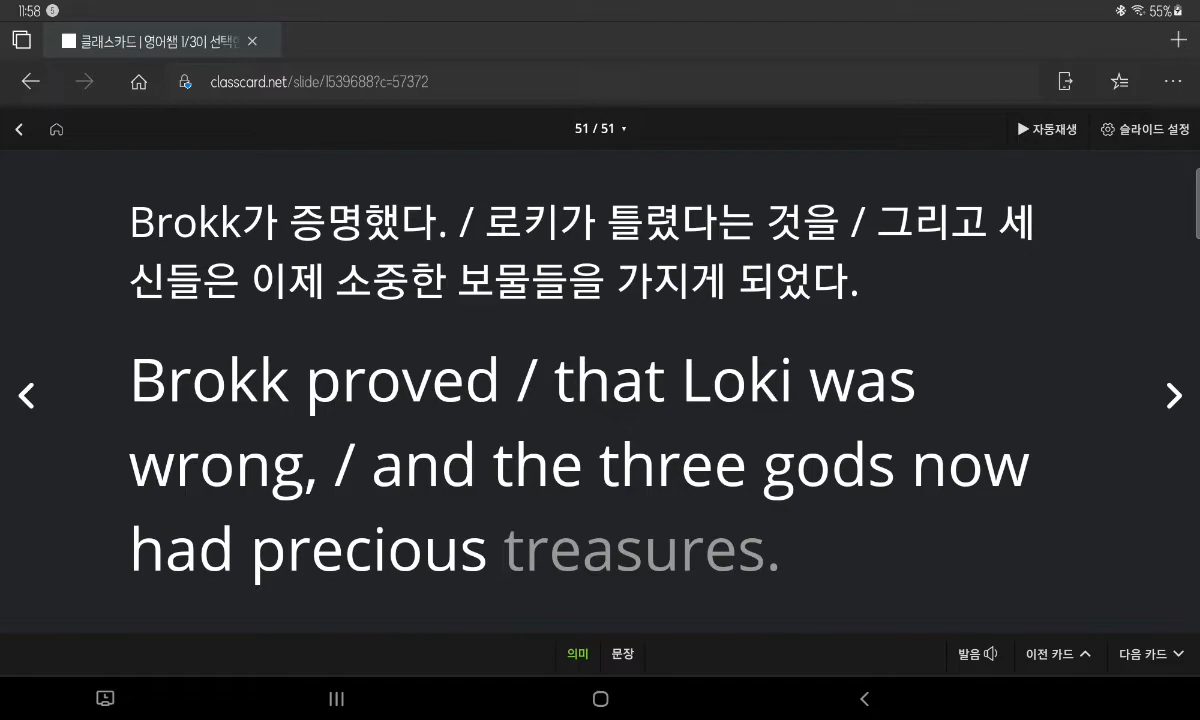 11:58 5 55%
클래스카드 | 영어쌤 1/3이 선택한
classcard.net/slide/1539688?c=57372
51 / 51 자동재생 슬라이드 설정
Brokk가 증명했다. / 로키가 틀렸다는 것을 / 그리고 세
신들은 이제 소중한 보물들을 가지게 되었다.
Brokk proved / that Loki was
wrong, / and the three gods now
had precious treasures.
의미 문장 발음 이전 카드 다음 카드